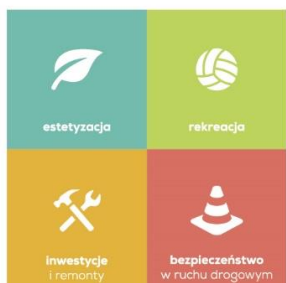 estetyzacja
rekreacja
inwestycje
i remonty
bezpieczeństwo
w ruchu drogowym